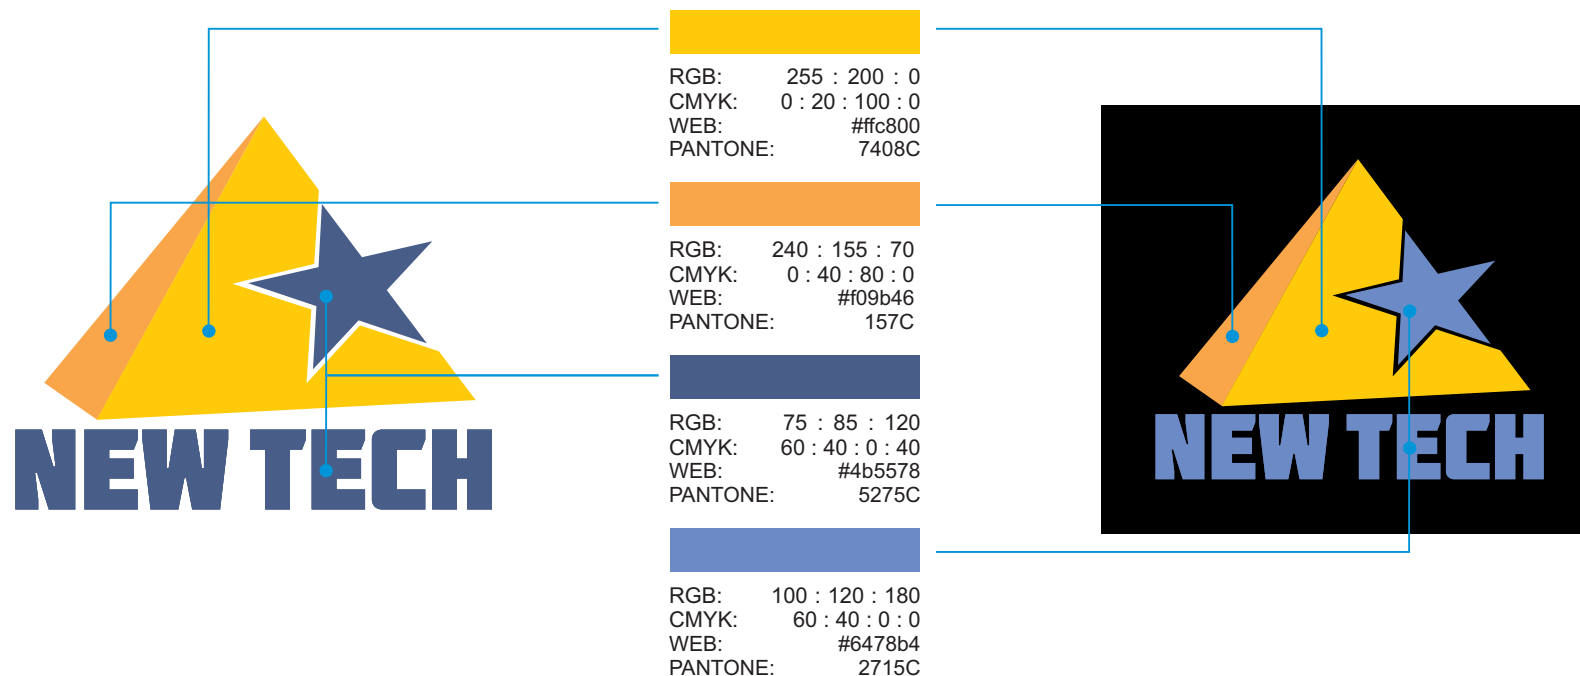 RGB: 255 : 200 : 0
CMYK: 0 : 20 : 100 : 0
WEB: #ffc800
PANTONE: 7408C
RGB: 240 : 155 : 70
CMYK: 0 : 40 : 80 : 0
WEB: #f09b46
PANTONE: 157C
RGB: 75 : 85 : 120
CMYK: 60 : 40 : 0 : 40
WEB: #4b5578
PANTONE: 5275C
RGB: 100 : 120 : 180
CMYK: 60 : 40 : 0 : 0
WEB: #6478b4
PANTONE: 2715C
NEW TECH
NEW TECH